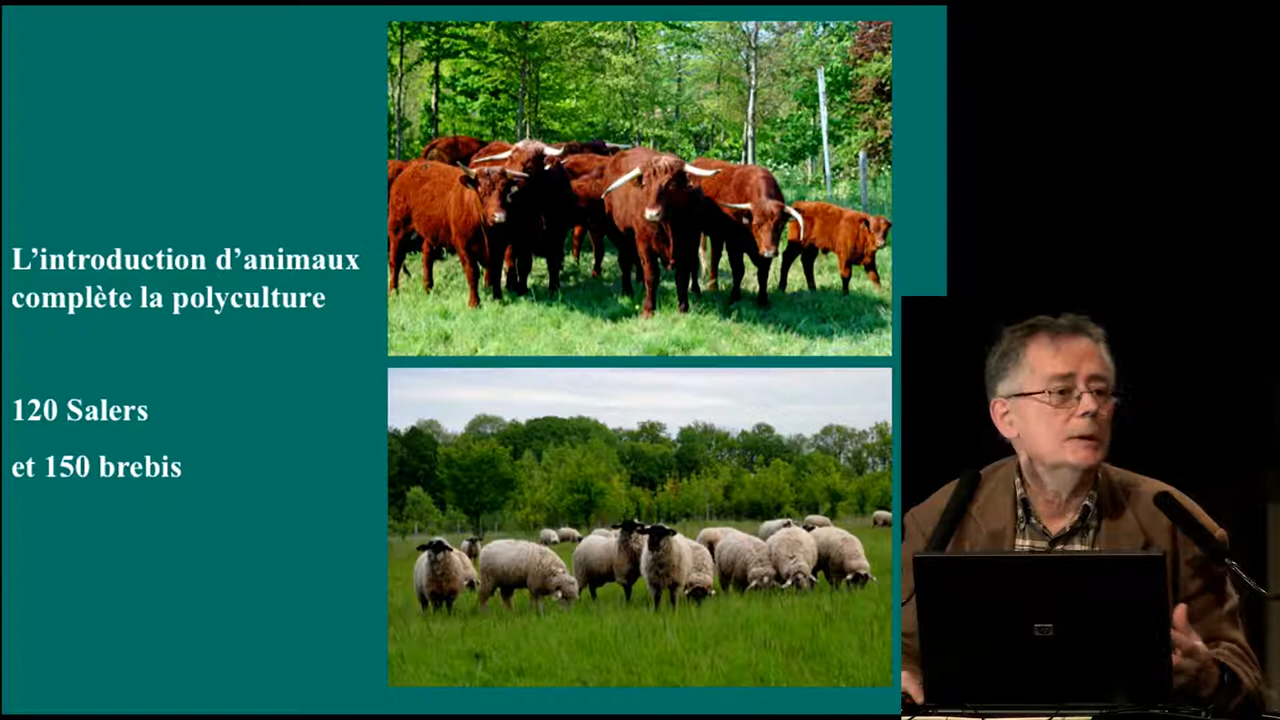 L’introduction d’animaux
complète la polyculture
120 Salers
et 150 brebis